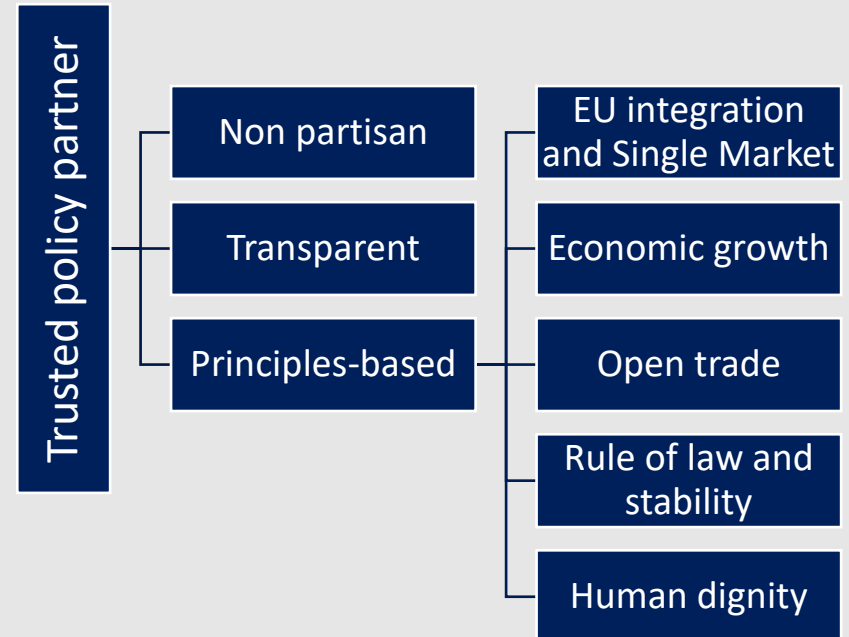 Trusted policy partner
Non partisan
Transparent
Principles-based
EU integration
and Single Market
Economic growth
Open trade
Rule of law and
stability
Human dignity